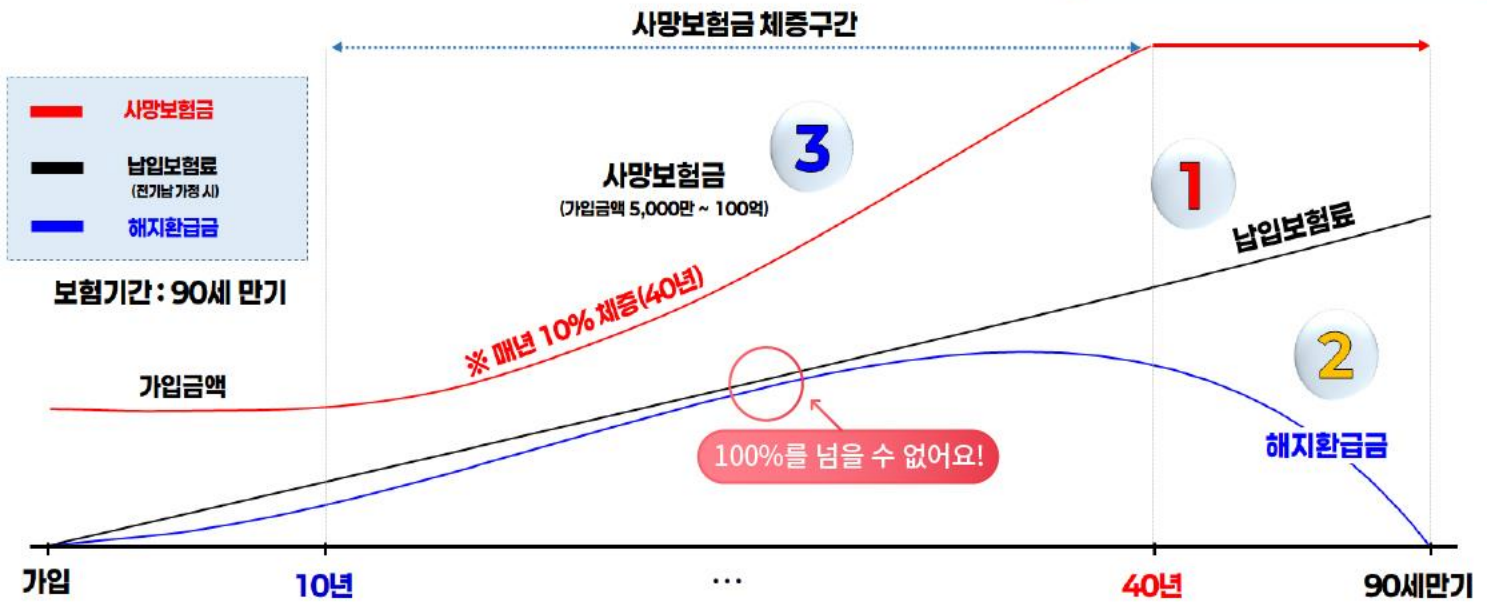 사망보험금 체증구간
사망보험금
납입보험료
(전기납 가정 시)
해지환급금
보험기간 : 90세 만기
3
사망보험금
(가입금액 5,000만 ~ 100억)
1
납입보험료
※ 매년 10% 체증(40년)
가입금액
2
100%를 넘을 수 없어요!
해지환급금
가입
10년
...
40년
90세만기